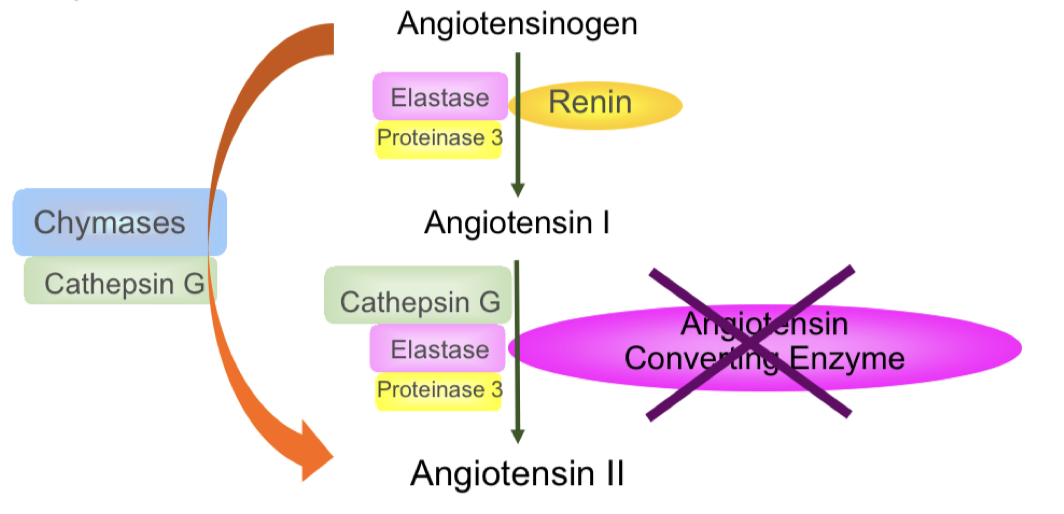 Angiotensinogen
Elastase
Renin
Proteinase 3
Chymases
Angiotensin I
Cathepsin G
Cathepsin G
Angiotensin
Converting Enzyme
Elastase
Proteinase 3
Angiotensin II